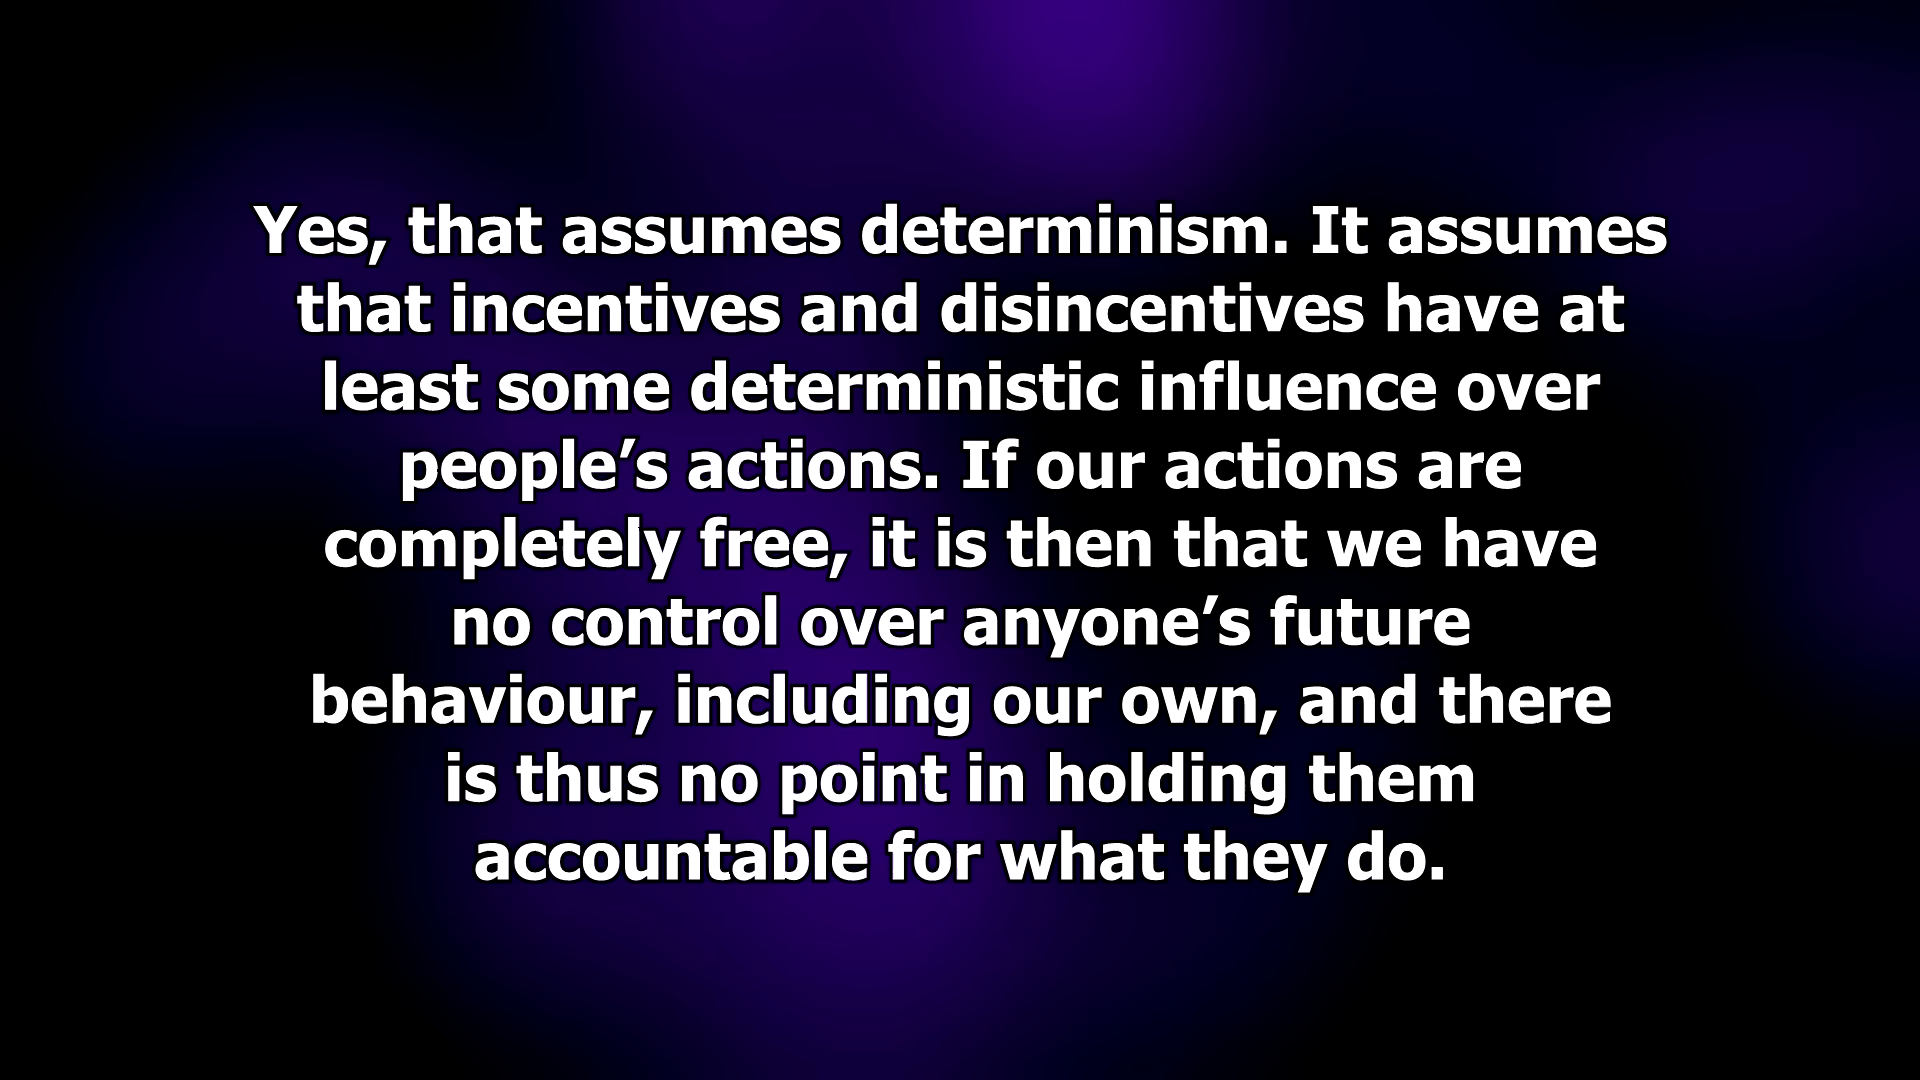 Yes, that assumes determinism. It assumes
that incentives and disincentives have at
least some deterministic influence over
people’s actions. If our actions are
completely free, it is then that we have
no control over anyone’s future
behaviour, including our own, and there
is thus no point in holding them
accountable for what they do.